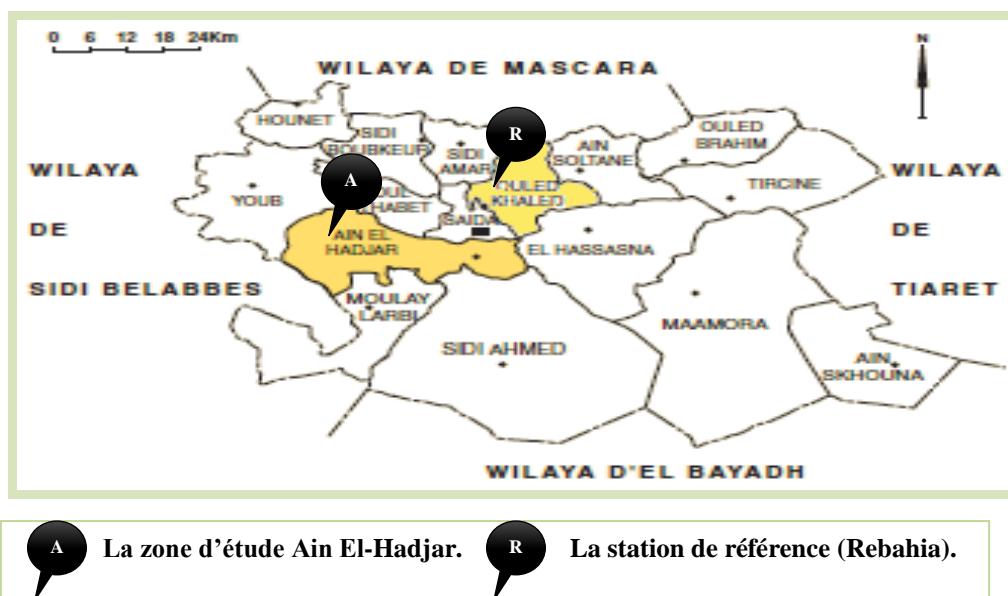 0 6 12 18 24Km
N
WILAYA DE MASCARA
HOUNET
SIDI
BOUBKEUR
SIDI
AMAR
R
AIN
SOLTANE
OULED
BRAHIM
WILAYA
DE
SIDI BELABBES
YOUB
A
OUL
HABET
OULED
KHALED
SAIDA
TIRCINE
WILAYA
DE
TIARET
AIN EL
HADJAR
EL HASSASNA
MOULAY
LARBI
SIDI AHMED
MAAMORA
AIN
SKHOUNA
WILAYA D'EL BAYADH
A La zone d'étude Ain El-Hadjar. R La station de référence (Rebahia).